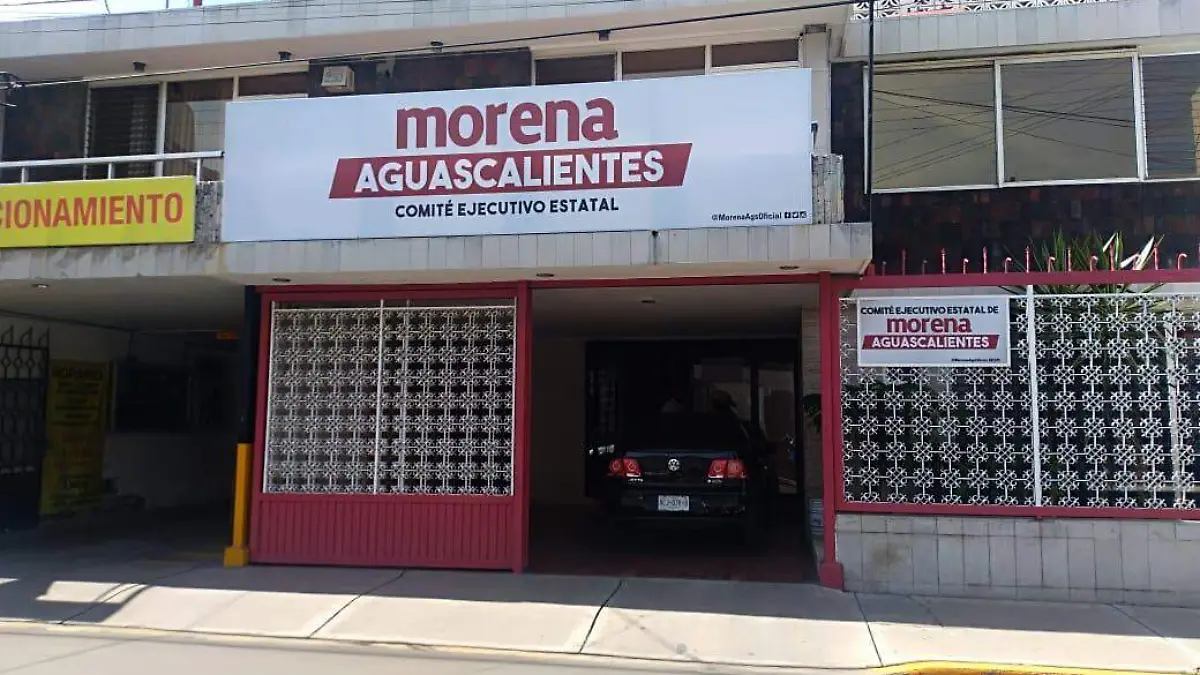 morena
AGUASCALIENTES
COMITÉ EJECUTIVO ESTATAL
@MorenaAgsOficial
CIONAMIENTO
COMITÉ EJECUTIVO ESTATAL DE
morena
AGUASCALIENTES